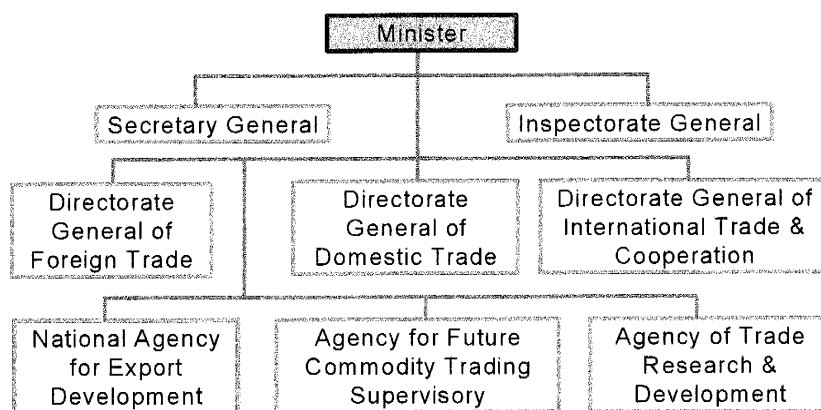 Minister
Secretary General
Inspectorate General
Directorate
General of
Foreign Trade
Directorate
General of
Domestic Trade
Directorate General of
International Trade &
Cooperation
National Agency
for Export
Development
Agency for Future
Commodity Trading
Supervisory
Agency of Trade
Research &
Development